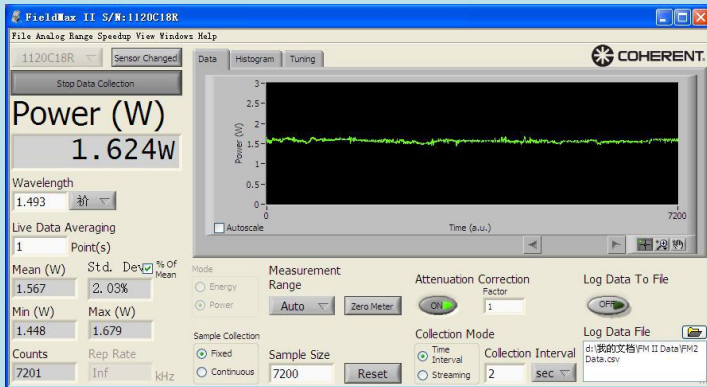 FieldMax II S/N:1120C18R
File Analog Range Speedup View Windows Help
1120C18R
Sensor Changed
Stop Data Collection
Power (W)
1.624W
Wavelength
1.493
祄
Live Data Averaging
1 Point(s)
Mean (W) Std. Dev % Of Mean
1.567 2.03%
Min (W) Max (W)
1.448 1.679
Counts Rep Rate
7201 Inf kHz
Data Histogram Tuning
COHERENT.
Power (W)
3
2.5
2
1.5
1
0.5
0
0 7200
Time (a.u.)
Autoscale
Mode
Energy
Power
Measurement
Range
Auto
Zero Meter
Attenuation Correction
Factor
ON
1
Log Data To File
OFF
Sample Collection
Fixed
Continuous
Sample Size
7200
Reset
Collection Mode
Time
Interval
Streaming
Collection Interval
2 sec
Log Data File
d:\我的文档\FM II Data\FM2
Data.csv